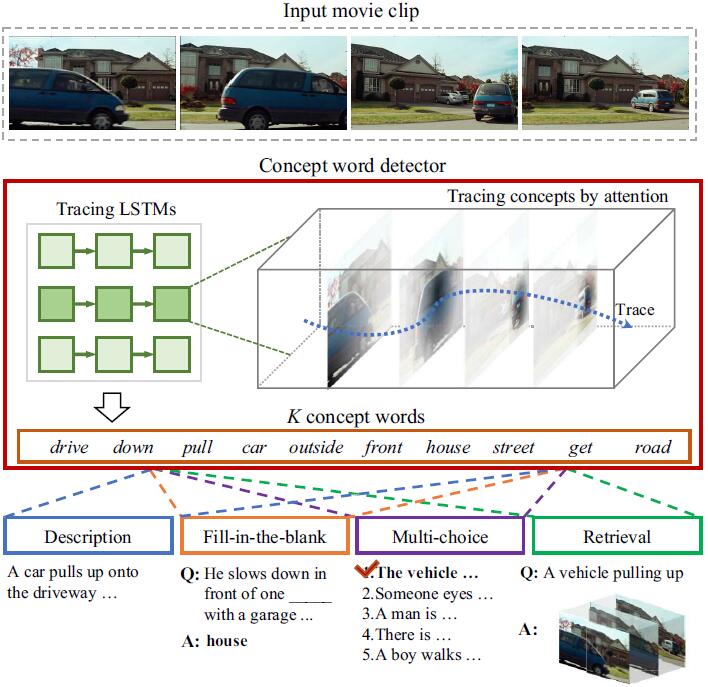 Input movie clip
Concept word detector
Tracing LSTMs
Tracing concepts by attention
Trace
K concept words
drive down pull car outside front house street get road
Description
Fill-in-the-blank
Multi-choice
Retrieval
A car pulls up onto
the driveway …
Q: He slows down in
front of one _____
with a garage ...
A: house
1.The vehicle …
2.Someone eyes …
3.A man is …
4.There is …
5.A boy walks …
Q: A vehicle pulling up
A: